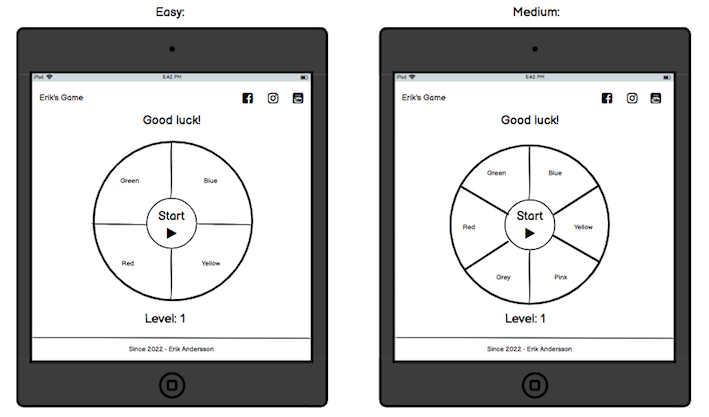 Easy:
iPod 5:42 PM
Erik's Game
Good luck!
Green Blue
Start
Red Yellow
Level: 1
Since 2022 - Erik Andersson
Medium:
iPod 5:42 PM
Erik's Game
Good luck!
Green Blue
Start
Red Yellow
Grey Pink
Level: 1
Since 2022 - Erik Andersson